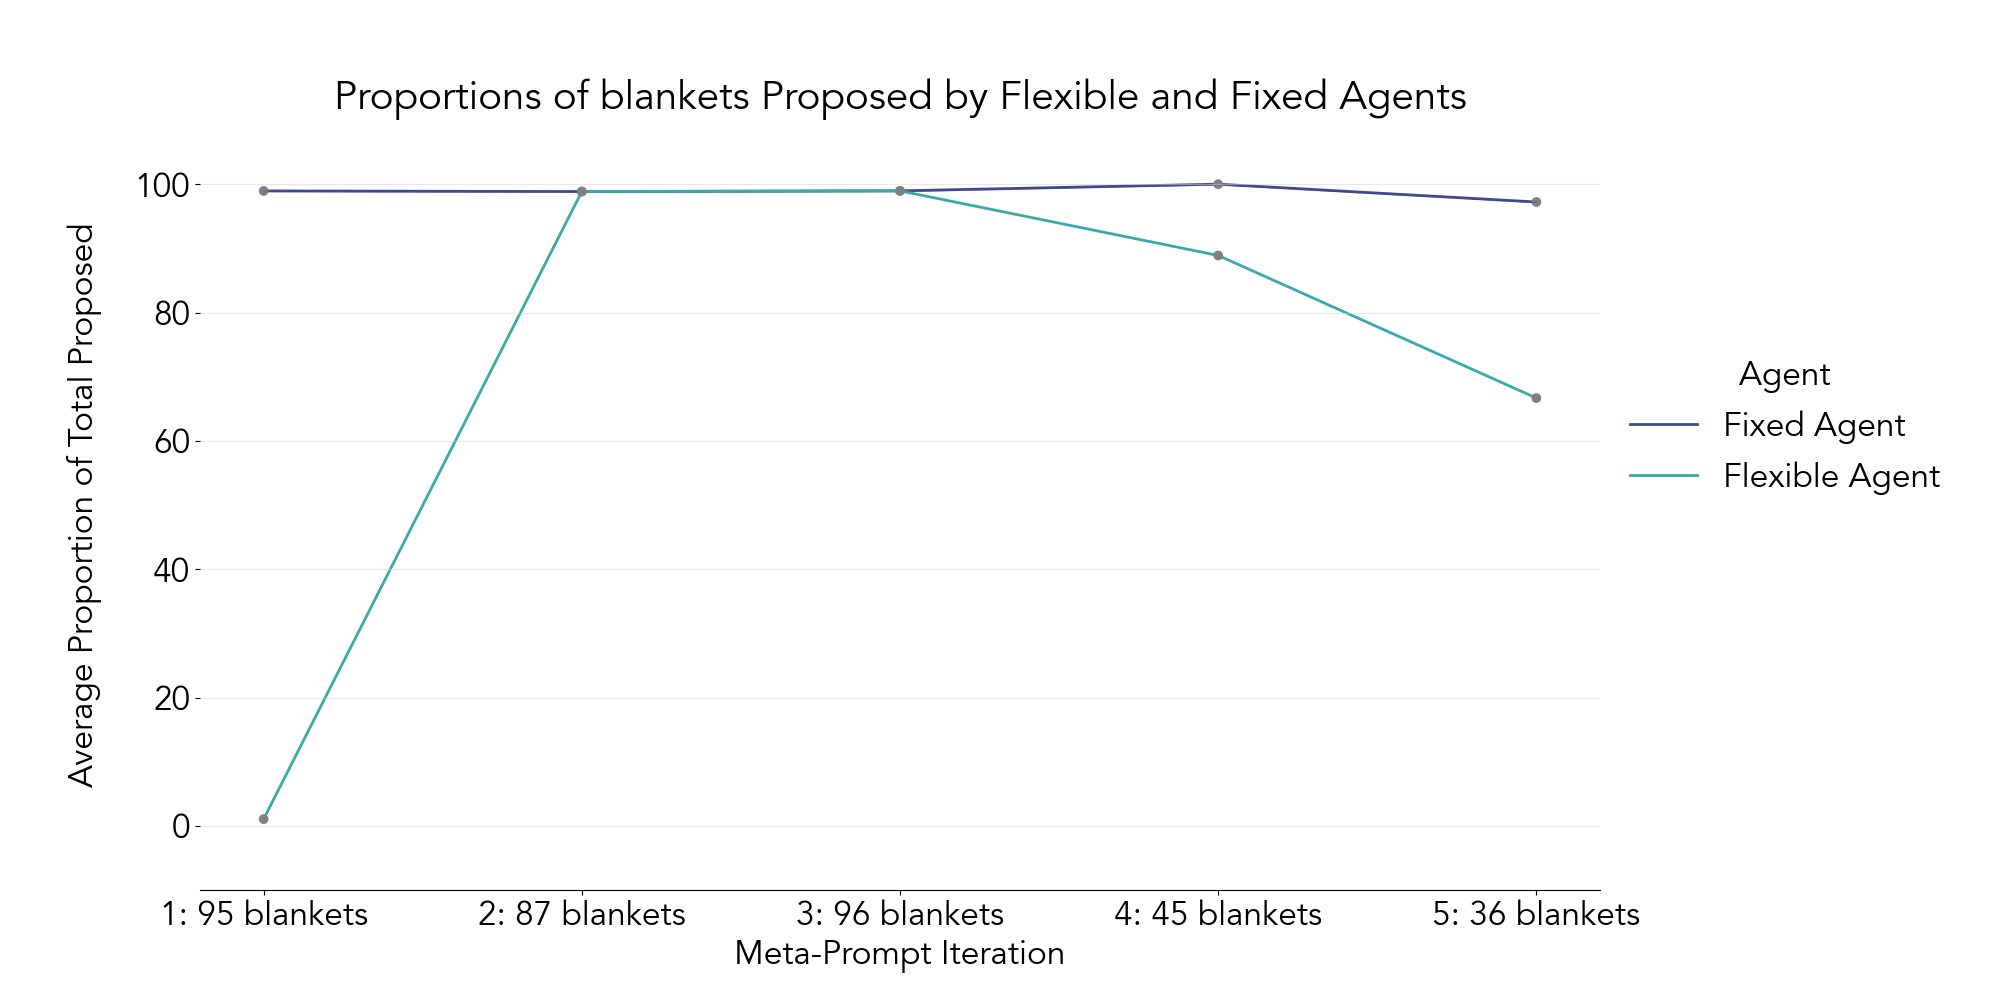 Proportions of blankets Proposed by Flexible and Fixed Agents
Average Proportion of Total Proposed
100
80
60
40
20
0
1: 95 blankets
2: 87 blankets
3: 96 blankets
4: 45 blankets
5: 36 blankets
Meta-Prompt Iteration
Agent
Fixed Agent
Flexible Agent